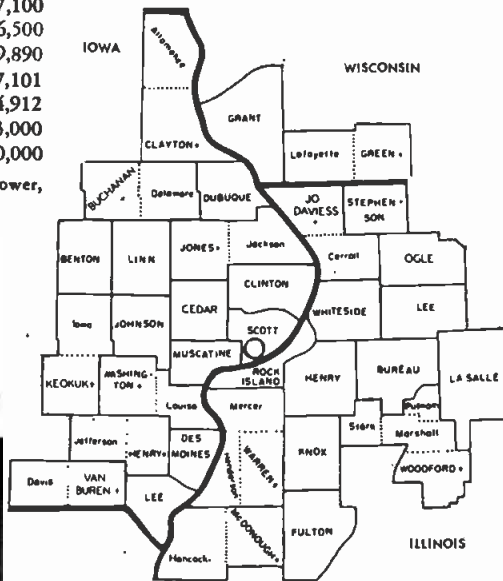 7,100
6,500
9,890
7,101
4,912
,000
0,000
ower,
IOWA
WISCONSIN
Allamakee
GRANT
CLAYTON+
Lafayette
GREEN+
BUCHANAN
Delaware
DUBUQUE
JO DAVIESS+
STEPHEN+
SON
BENTON
LINN
JONES+
Jackson
Carroll
OGLE
CLINTON
CEDAR
WHITESIDE
LEE
Iowa
JOHNSON
SCOTT
MUSCATINE
ROCK
ISLAND
HENRY
BUREAU
LA SALLE
KEOKUK+
WASHING-
TON+
Louisa
Mercer
Putnam
Stark
Marshall
Jefferson
HENRY+
DES
MOINES
Henderson
WARREN+
KNOX
WOODFORD+
Davis
VAN
BUREN+
LEE
Hancock
McDONOUGH+
FULTON
ILLINOIS